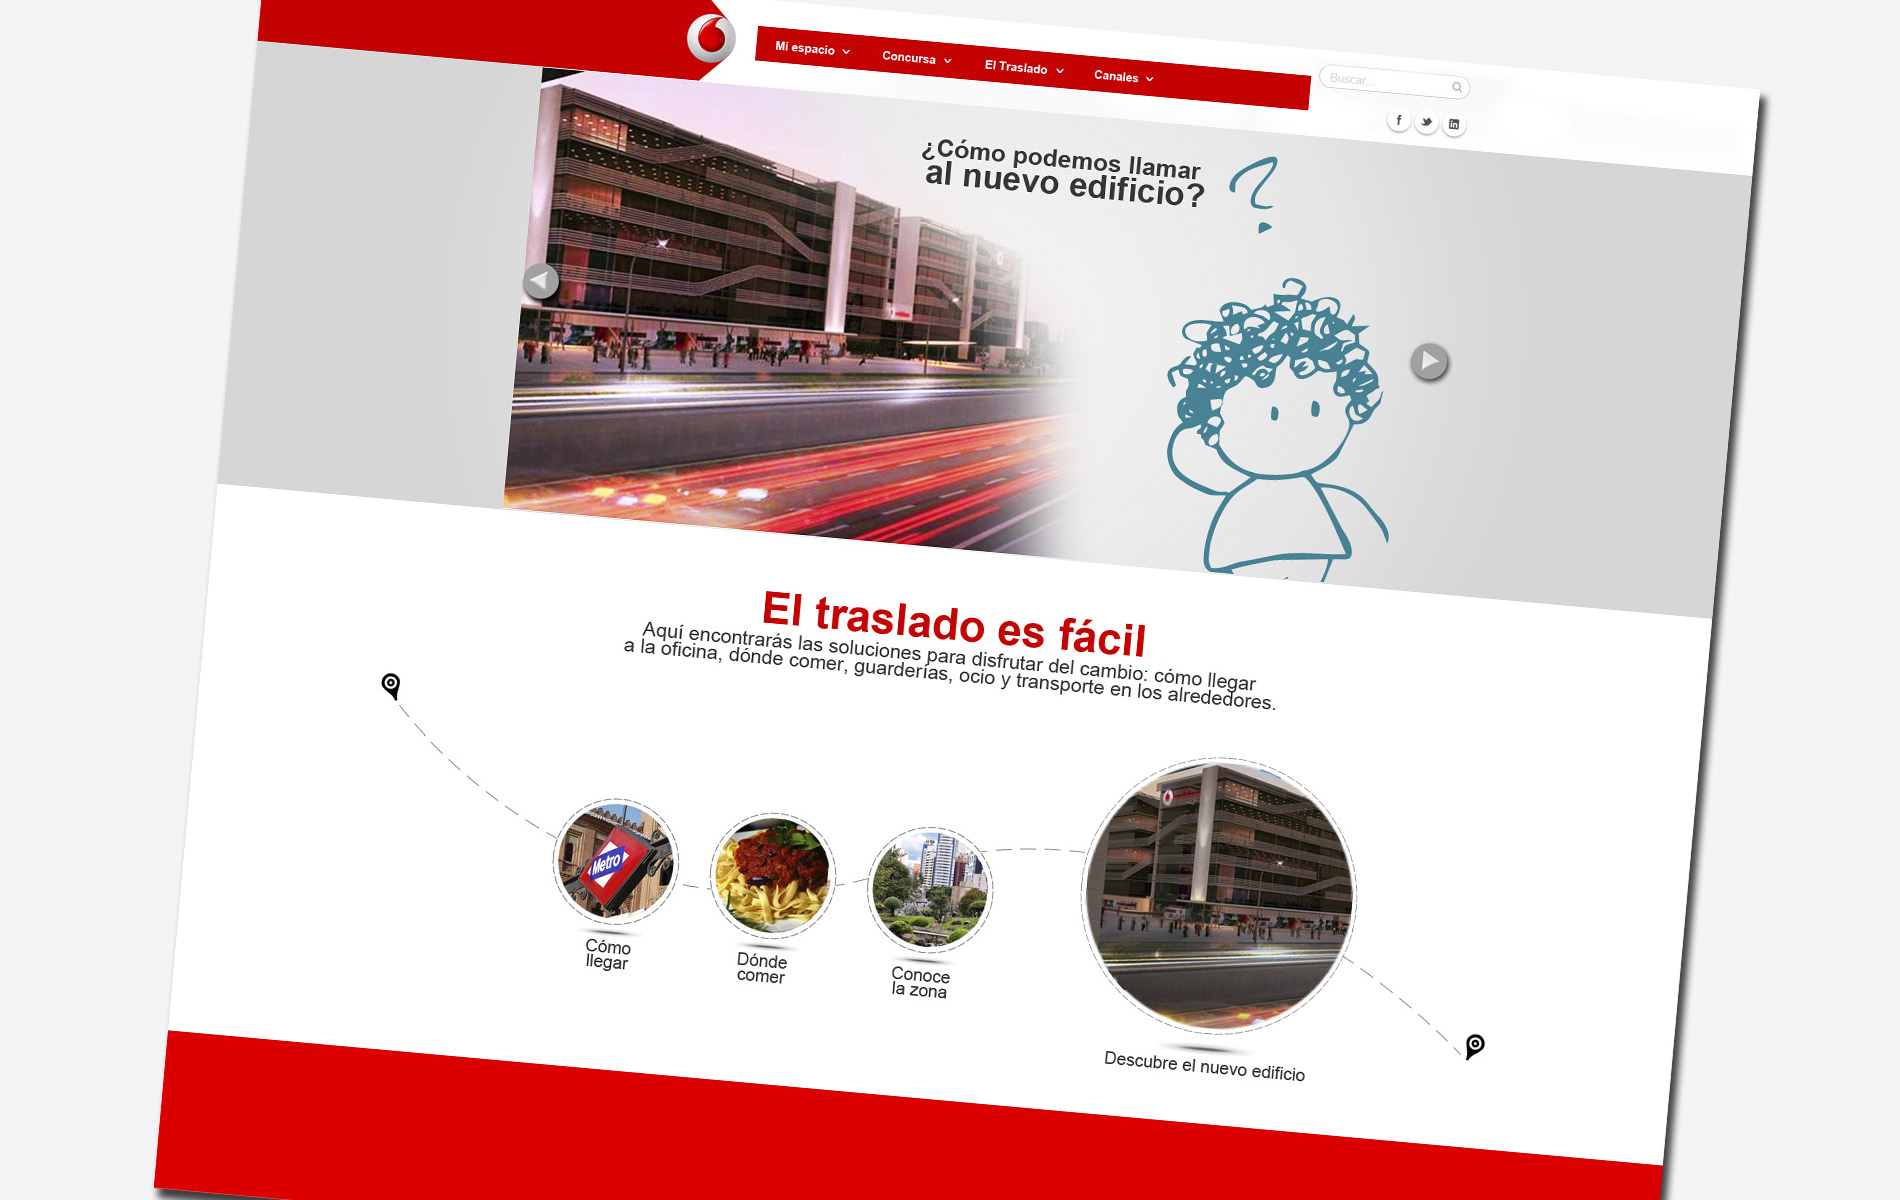 Mi espacio
Concursa
El Traslado
Canales
Buscar...
¿Cómo podemos llamar
al nuevo edificio?
El traslado es fácil
Aquí encontrarás las soluciones para disfrutar del cambio: cómo llegar
a la oficina, dónde comer, guarderías, ocio y transporte en los alrededores.
Metro
Cómo
llegar
Dónde
comer
Conoce
la zona
Descubre el nuevo edificio